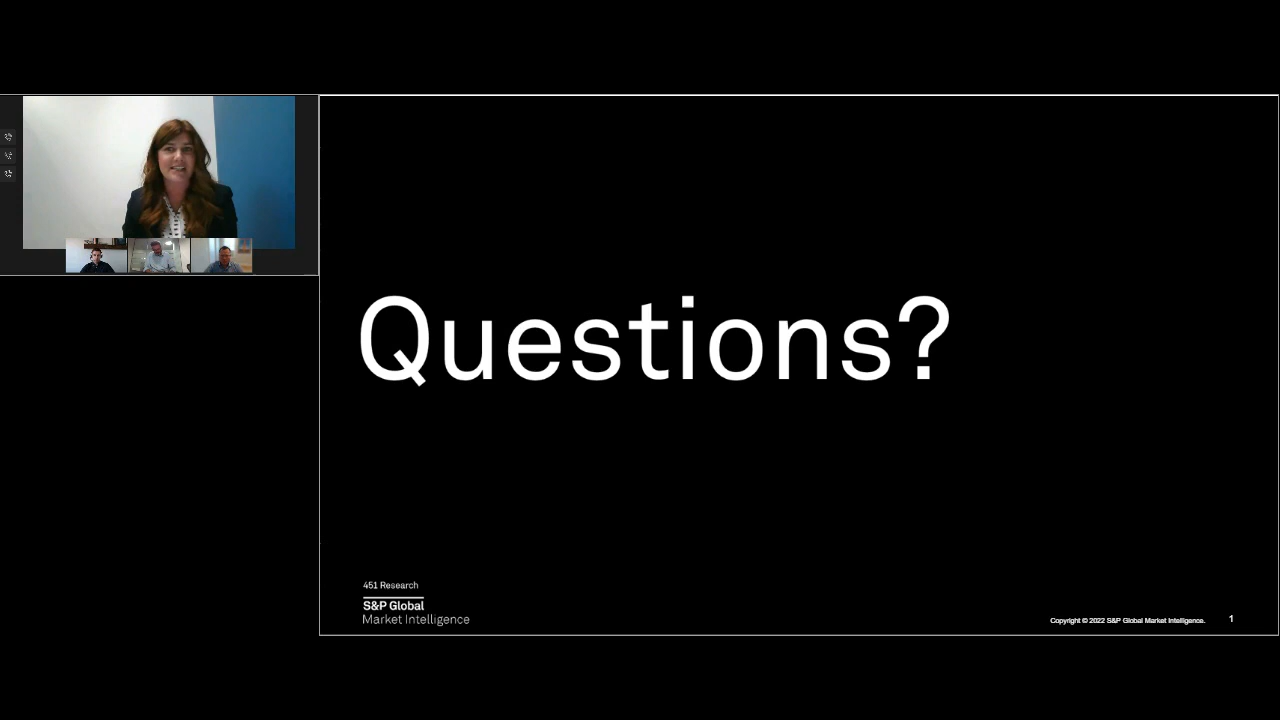 Questions?
451 Research
S&P Global
Market Intelligence
Copyright © 2022 S&P Global Market Intelligence.
1